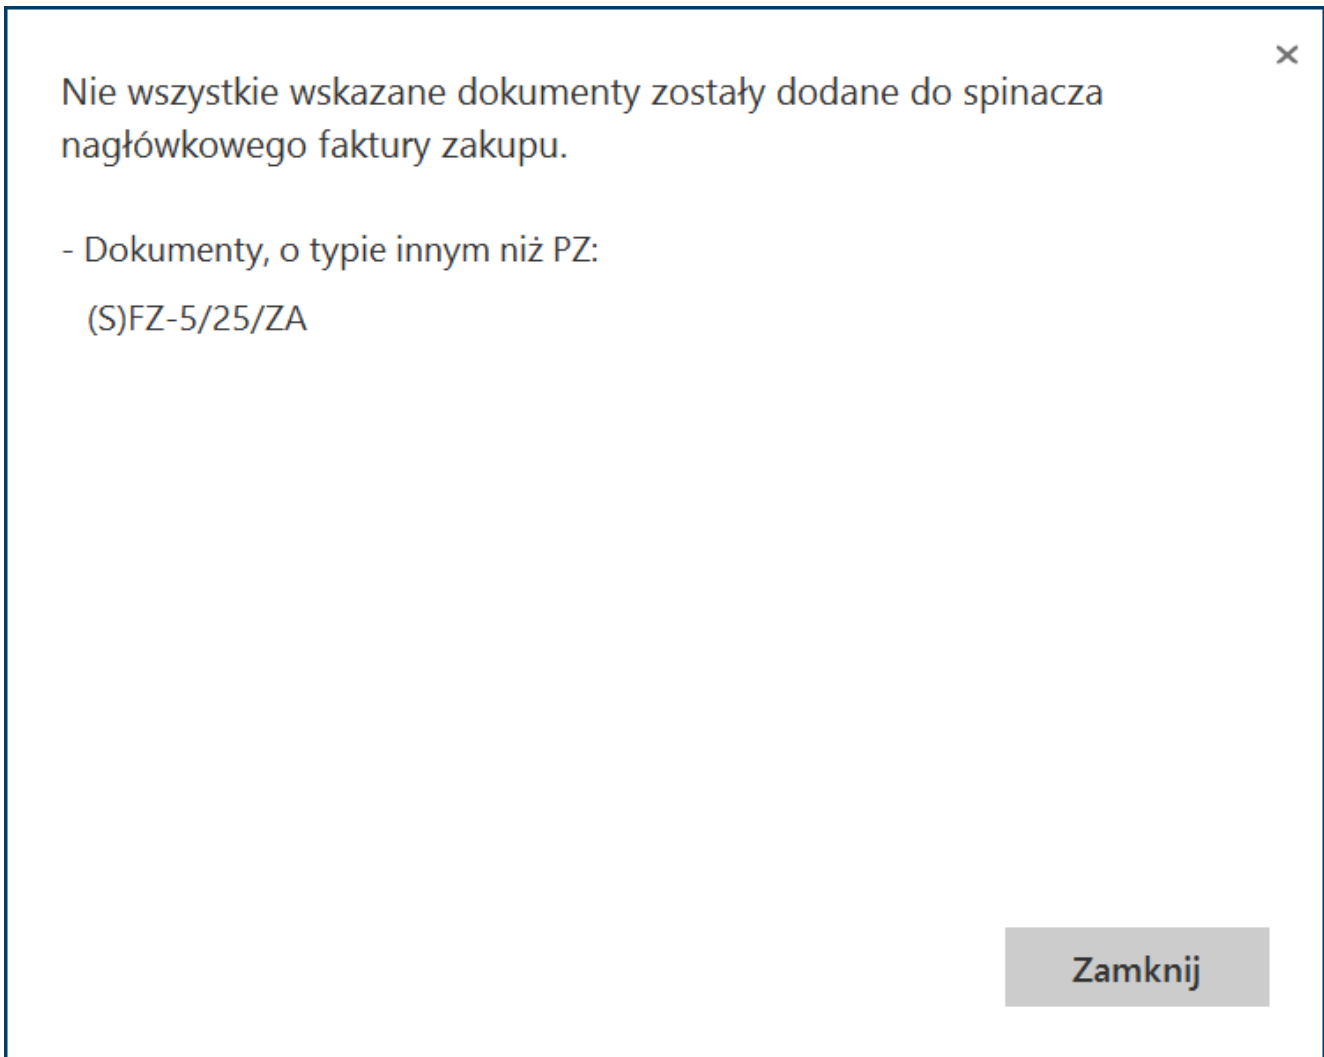 Nie wszystkie wskazane dokumenty zostały dodane do spinacza
nagłówkowego faktury zakupu.
- Dokumenty, o typie innym niż PZ:
(S)FZ-5/25/ZA
Zamknij